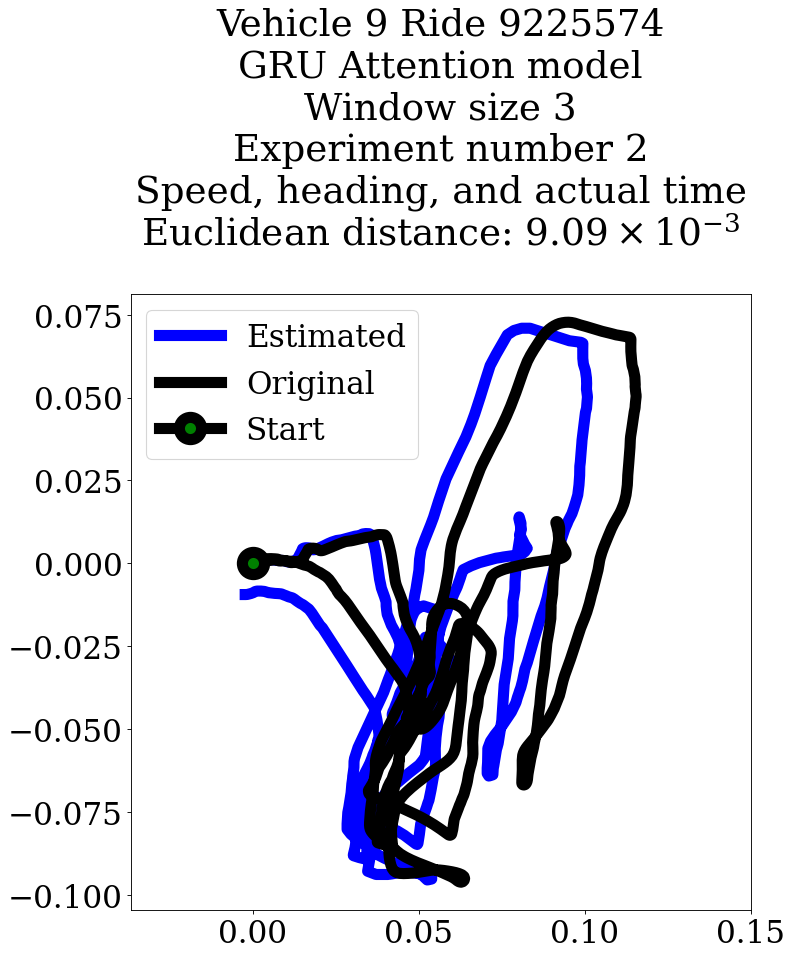 Vehicle 9 Ride 9225574
GRU Attention model
Window size 3
Experiment number 2
Speed, heading, and actual time
Euclidean distance: 9.09 × 10⁻³
Estimated
Original
Start
0.075
0.050
0.025
0.000
−0.025
−0.050
−0.075
−0.100
0.00 0.05 0.10 0.15